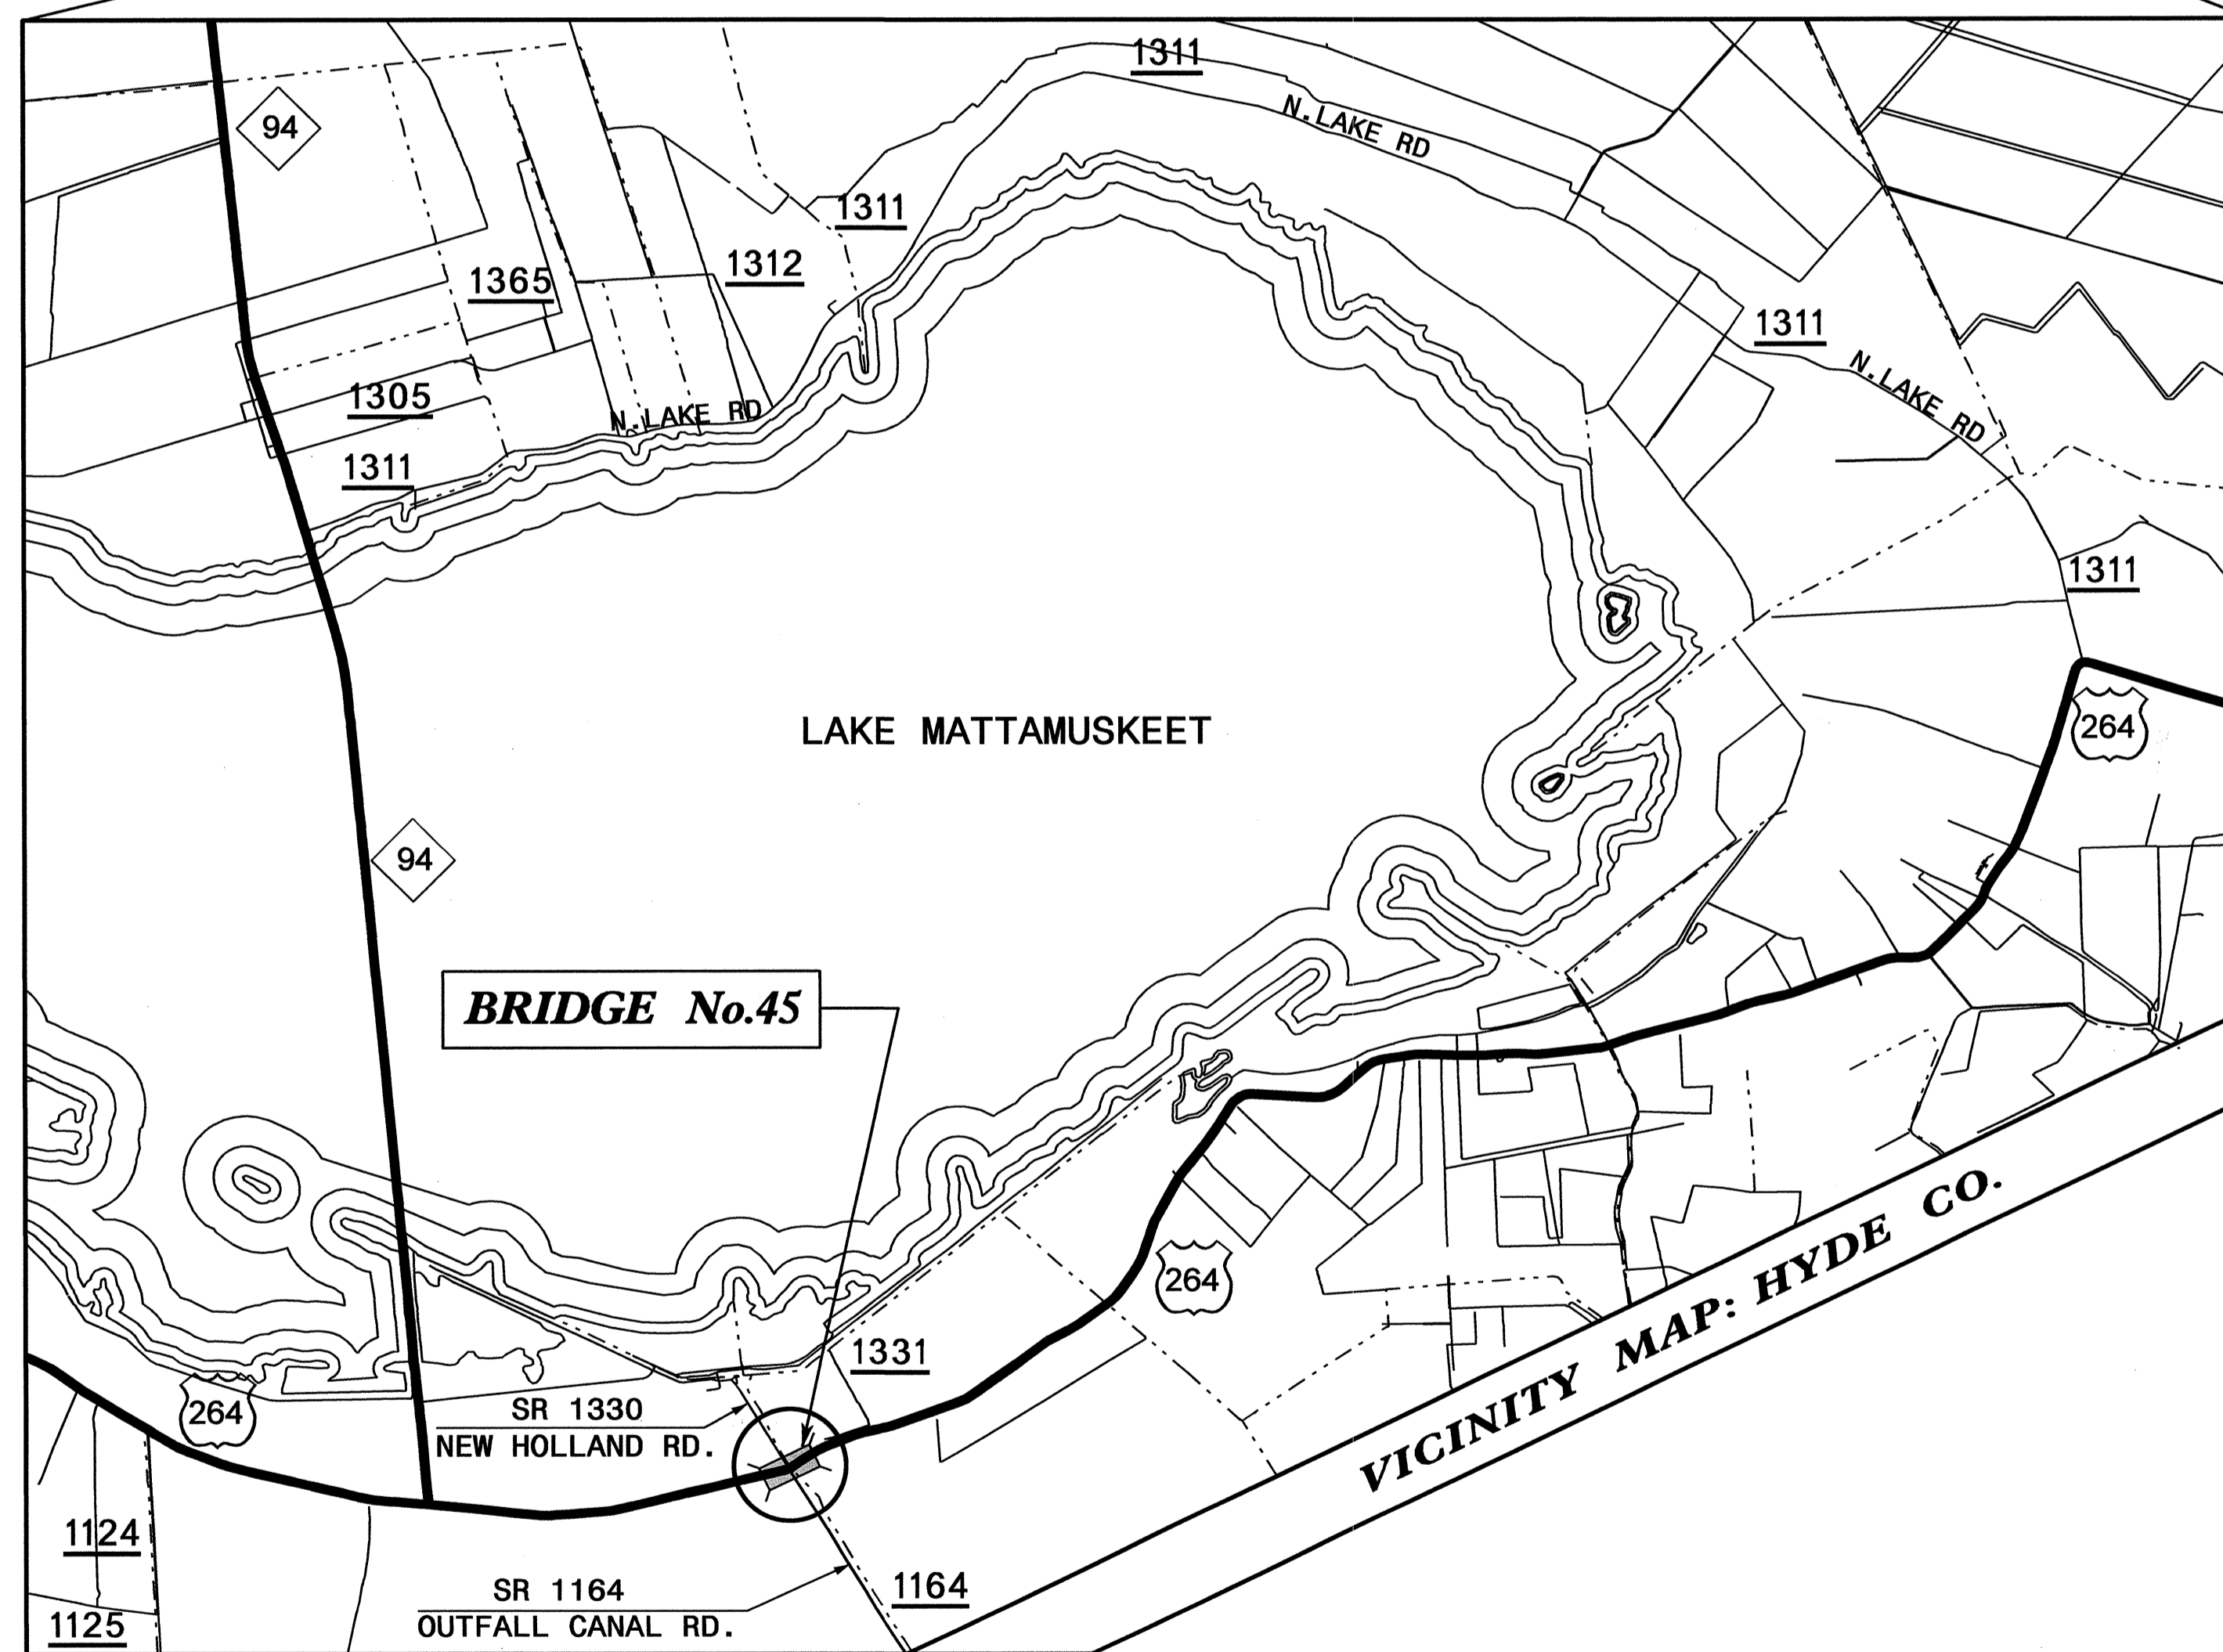 1311
94
N. LAKE RD
1311
1312
1365
1311
N. LAKE RD
1305
N. LAKE RD
1311
1311
264
LAKE MATTAMUSKEET
94
BRIDGE No.45
264
1331
264
SR 1330
NEW HOLLAND RD.
VICINITY MAP: HYDE CO.
1124
SR 1164
OUTFALL CANAL RD.
1164
1125